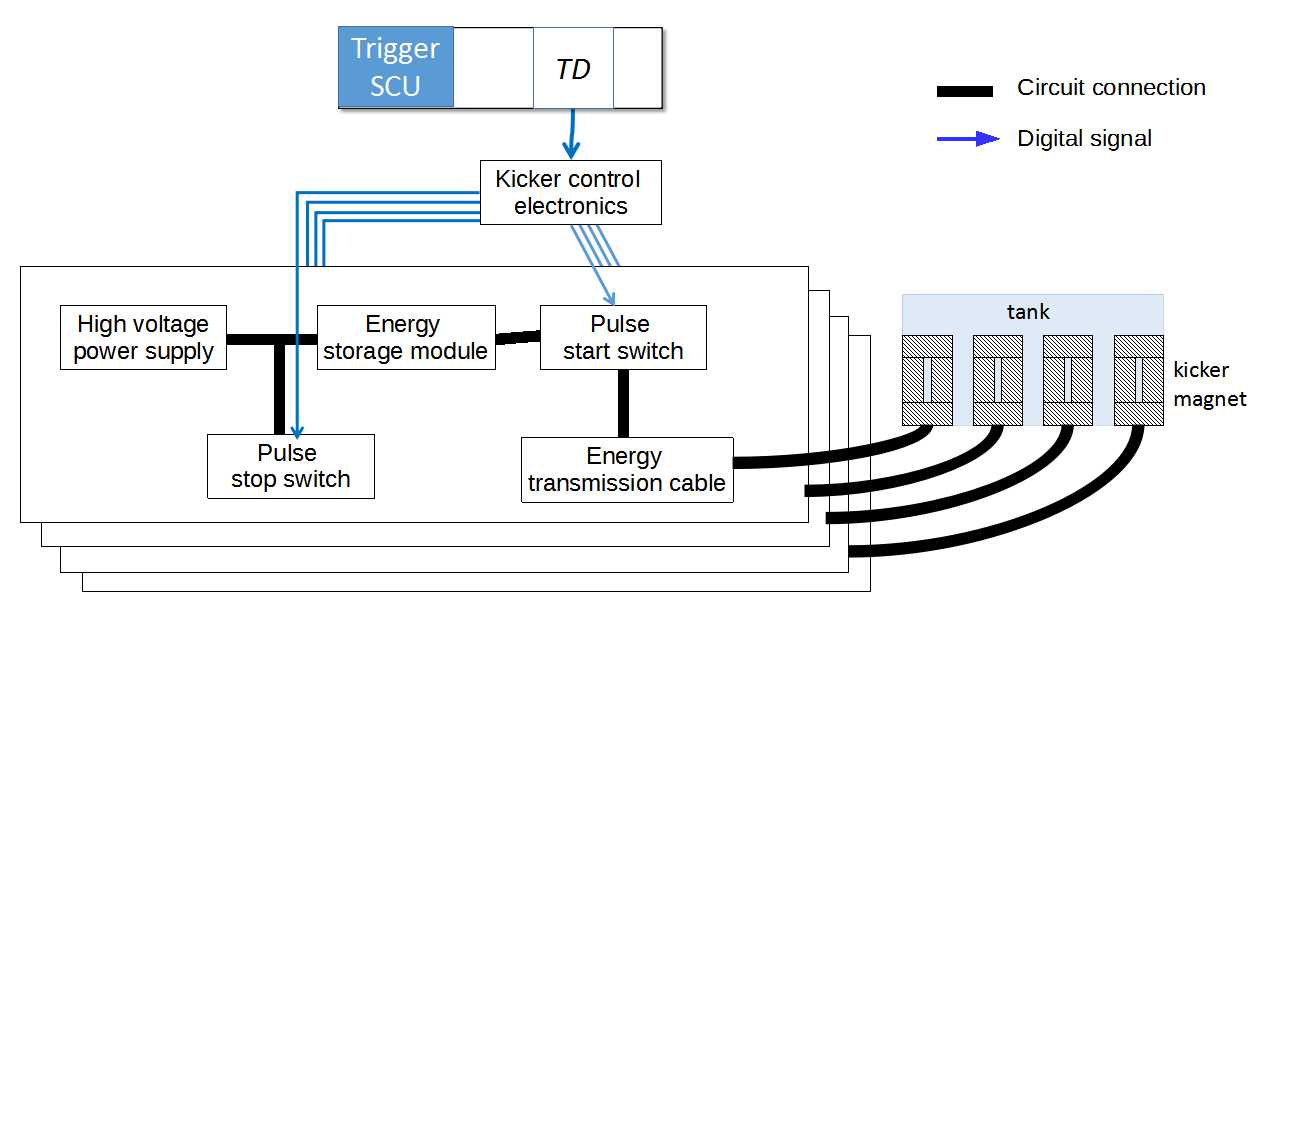 Trigger
SCU
TD
Circuit connection
Digital signal
Kicker control
electronics
High voltage
power supply
Energy
storage module
Pulse
start switch
Pulse
stop switch
Energy
transmission cable
tank
kicker
magnet